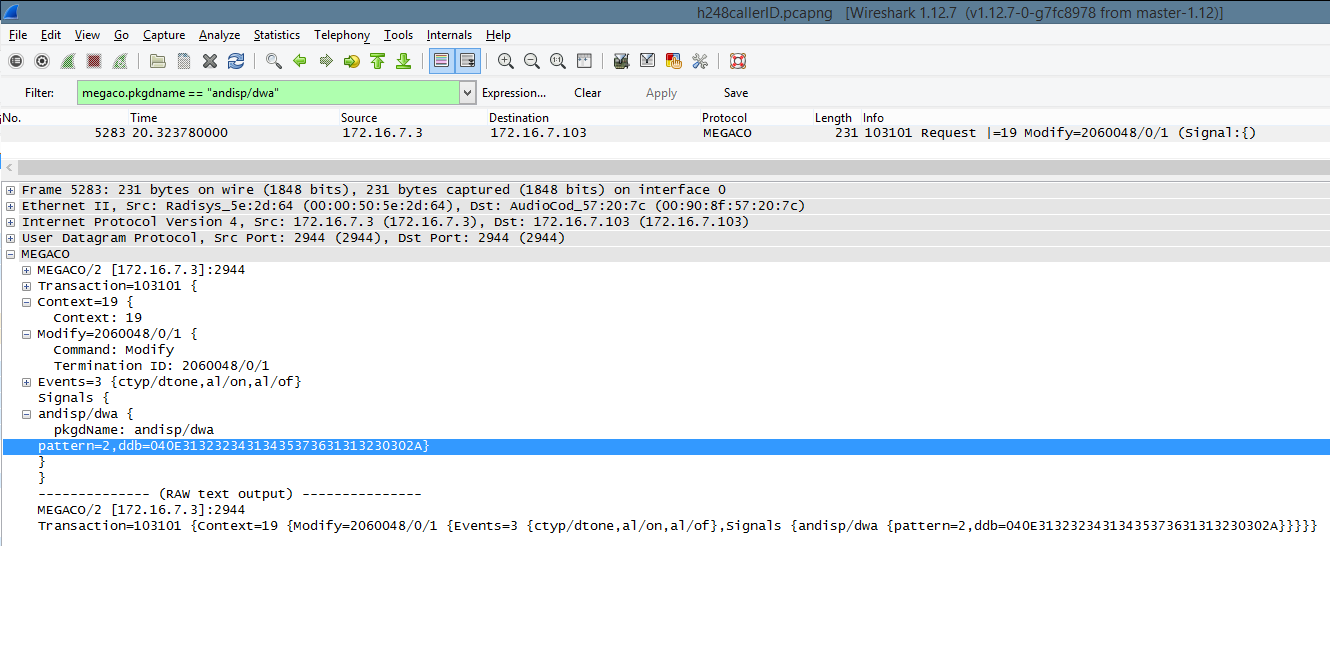 h248callerID.pcapng [Wireshark 1.12.7 (v1.12.7-0-g7fc8978 from master-1.12)]
File Edit View Go Capture Analyze Statistics Telephony Tools Internals Help
Filter: megaco.pkgdname == "andisp/dwa" Expression... Clear Apply Save
No. Time Source Destination Protocol Length Info
5283 20.323780000 172.16.7.3 172.16.7.103 MEGACO 231 103101 Request |=19 Modify=2060048/0/1 (Signal:{)
Frame 5283: 231 bytes on wire (1848 bits), 231 bytes captured (1848 bits) on interface 0
Ethernet II, Src: Radisys_5e:2d:64 (00:00:50:5e:2d:64), Dst: AudioCod_57:20:7c (00:90:8f:57:20:7c)
Internet Protocol Version 4, Src: 172.16.7.3 (172.16.7.3), Dst: 172.16.7.103 (172.16.7.103)
User Datagram Protocol, Src Port: 2944 (2944), Dst Port: 2944 (2944)
MEGACO
MEGACO/2 [172.16.7.3]:2944
Transaction=103101 {
Context=19 {
Context: 19
Modify=2060048/0/1 {
Command: Modify
Termination ID: 2060048/0/1
Events=3 {ctyp/dtone,al/on,al/of}
Signals {
andisp/dwa {
pkgdName: andisp/dwa
pattern=2,ddb=040E31323234313435373631313230302A}
}
}
-------------- (RAW text output) ---------------
MEGACO/2 [172.16.7.3]:2944
Transaction=103101 {Context=19 {Modify=2060048/0/1 {Events=3 {ctyp/dtone,al/on,al/of},Signals {andisp/dwa {pattern=2,ddb=040E31323234313435373631313230302A}}}}}